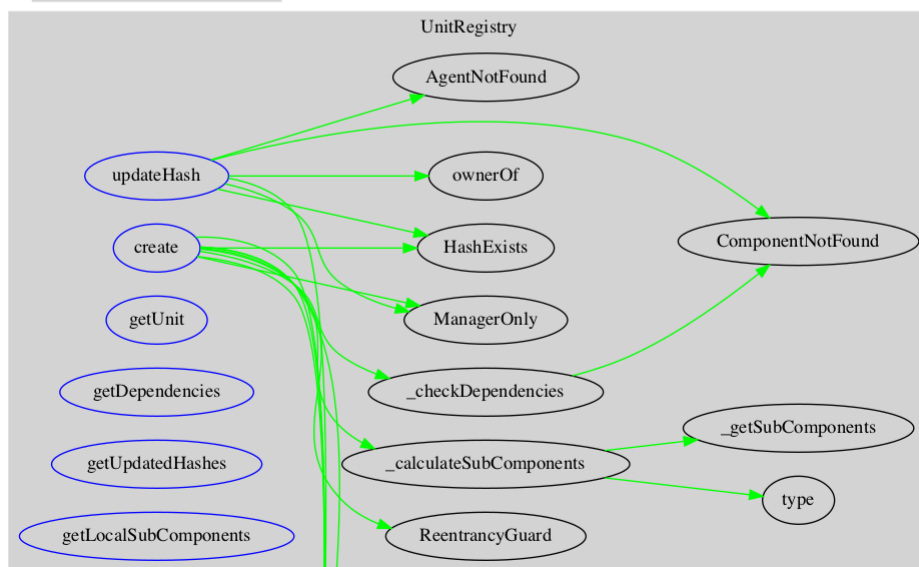 UnitRegistry
AgentNotFound
updateHash
ownerOf
create
HashExists
ComponentNotFound
getUnit
ManagerOnly
getDependencies
_checkDependencies
_getSubComponents
getUpdatedHashes
_calculateSubComponents
type
getLocalSubComponents
ReentrancyGuard